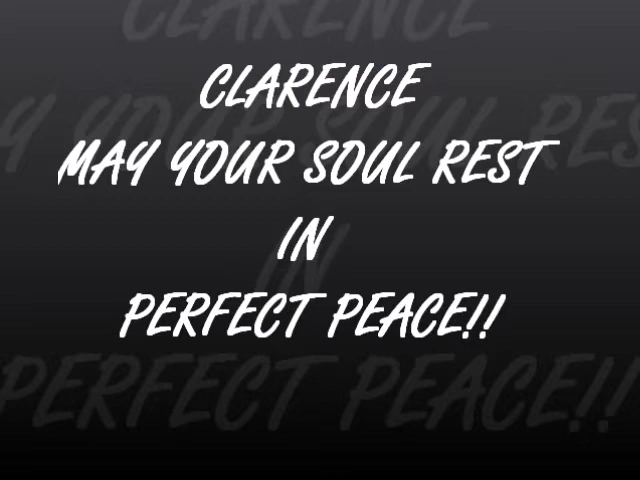 CLARENCE
MAY YOUR SOUL REST
IN
PERFECT PEACE!!